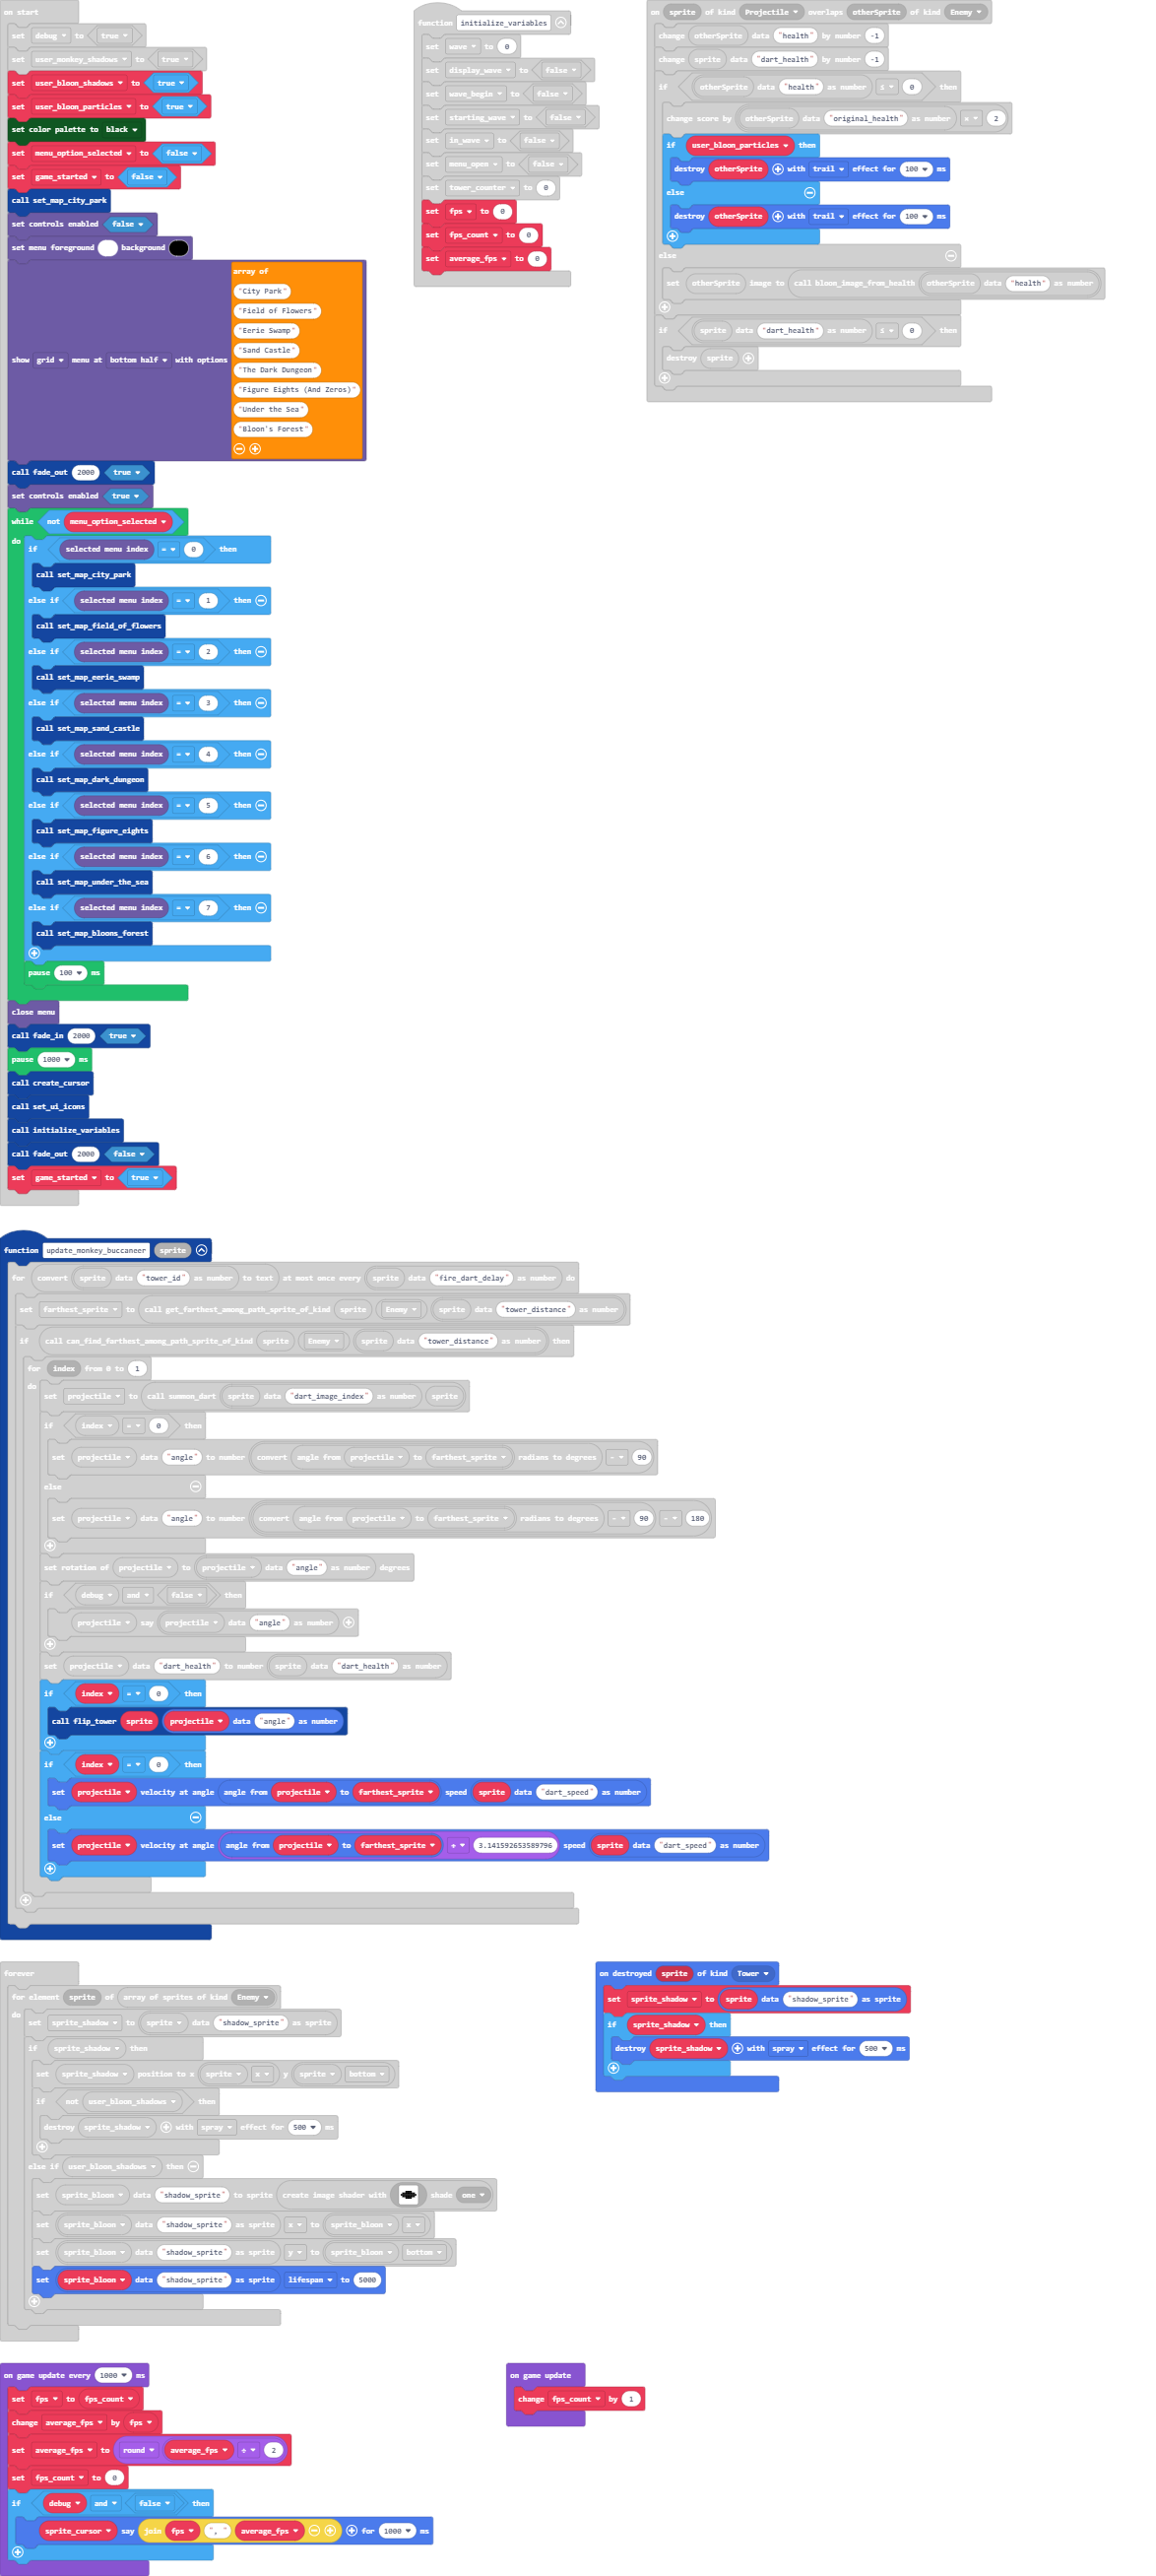 on start
set debug to true
set user_monkey_shadows to true
set user_bloon_shadows to true
set user_bloon_particles to true
set color palette to black
set menu_option_selected to false
set game_started to false
call set_map_city_park
set controls enabled false
set menu foreground background
show grid menu at bottom half with options
array of
"City Park"
"Field of Flowers"
"Eerie Swamp"
"Sand Castle"
"The Dark Dungeon"
"Figure Eights (And Zeros)"
"Under the Sea"
"Bloon's Forest"
call fade_out 2000 true
set controls enabled true
while not menu_option_selected
do
if selected menu index = 0 then
call set_map_city_park
else if selected menu index = 1 then
call set_map_field_of_flowers
else if selected menu index = 2 then
call set_map_eerie_swamp
else if selected menu index = 3 then
call set_map_sand_castle
else if selected menu index = 4 then
call set_map_dark_dungeon
else if selected menu index = 5 then
call set_map_figure_eights
else if selected menu index = 6 then
call set_map_under_the_sea
else if selected menu index = 7 then
call set_map_bloons_forest
pause 100 ms
close menu
call fade_in 2000 true
pause 1000 ms
call create_cursor
call set_ui_icons
call initialize_variables
call fade_out 2000 false
set game_started to true
function initialize_variables
set wave to 0
set display_wave to false
set wave_begin to false
set starting_wave to false
set in_wave to false
set menu_open to false
set tower_counter to 0
set fps to 0
set fps_count to 0
set average_fps to 0
on sprite of kind Projectile overlaps otherSprite of kind Enemy
change otherSprite data "health" by number -1
change sprite data "dart_health" by number -1
if otherSprite data "health" ≤ 0 then
change score by otherSprite data "original_health" as number × 2
if user_bloon_particles then
destroy otherSprite with trail effect for 100 ms
else
destroy otherSprite with trail effect for 100 ms
else
set otherSprite image to call bloon_image_from_health otherSprite data "health" as number
if sprite data "dart_health" as number ≤ 0 then
destroy sprite
function update_monkey_buccaneer sprite
for convert sprite data "tower_id" as number to text at most once every sprite data "fire_dart_delay" as number do
set farthest_sprite to call get_farthest_among_path_sprite_of_kind sprite Enemy sprite data "tower_distance" as number
if call can_find_farthest_among_path_sprite_of_kind sprite Enemy sprite data "tower_distance" as number then
for index from 0 to 1
do
set projectile to call summon_dart sprite data "dart_image_index" as number sprite
if index = 0 then
set projectile data "angle" to number convert angle from projectile to farthest_sprite radians to degrees - 90
else
set projectile data "angle" to number convert angle from projectile to farthest_sprite radians to degrees - 90 - 180
set rotation of projectile to projectile data "angle" as number degrees
if debug and false then
projectile say projectile data "angle" as number
set projectile data "dart_health" to number sprite data "dart_health" as number
if index = 0 then
call flip_tower sprite projectile data "angle" as number
if index = 0 then
set projectile velocity at angle angle from projectile to farthest_sprite speed sprite data "dart_speed" as number
else
set projectile velocity at angle angle from projectile to farthest_sprite + 3.141592653589796 speed sprite data "dart_speed" as number
forever
for element sprite of array of sprites of kind Enemy
do
set sprite_shadow to sprite data "shadow_sprite" as sprite
if sprite_shadow then
set sprite_shadow position to x sprite x y sprite bottom
if not user_bloon_shadows then
destroy sprite_shadow with spray effect for 500 ms
else if user_bloon_shadows then
set sprite_bloon data "shadow_sprite" to sprite create image shader with shade one
set sprite_bloon data "shadow_sprite" as sprite x to sprite_bloon x
set sprite_bloon data "shadow_sprite" as sprite y to sprite_bloon bottom
set sprite_bloon data "shadow_sprite" as sprite lifespan to 5000
on destroyed sprite of kind Tower
set sprite_shadow to sprite data "shadow_sprite" as sprite
if sprite_shadow then
destroy sprite_shadow with spray effect for 500 ms
on game update every 1000 ms
set fps to fps_count
change average_fps by fps
set average_fps to round average_fps ÷ 2
set fps_count to 0
if debug and false then
sprite_cursor say join fps ", " average_fps for 1000 ms
on game update
change fps_count by 1